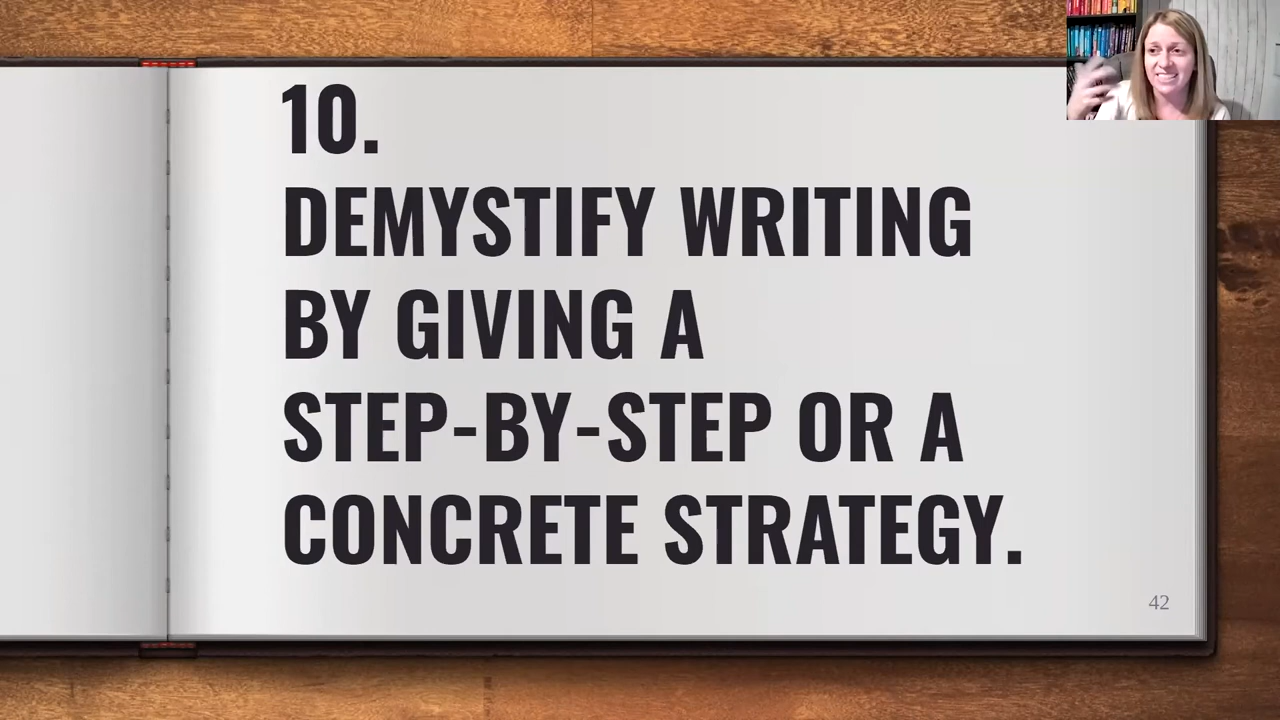 10.
DEMYSTIFY WRITING
BY GIVING A
STEP-BY-STEP OR A
CONCRETE STRATEGY.
42